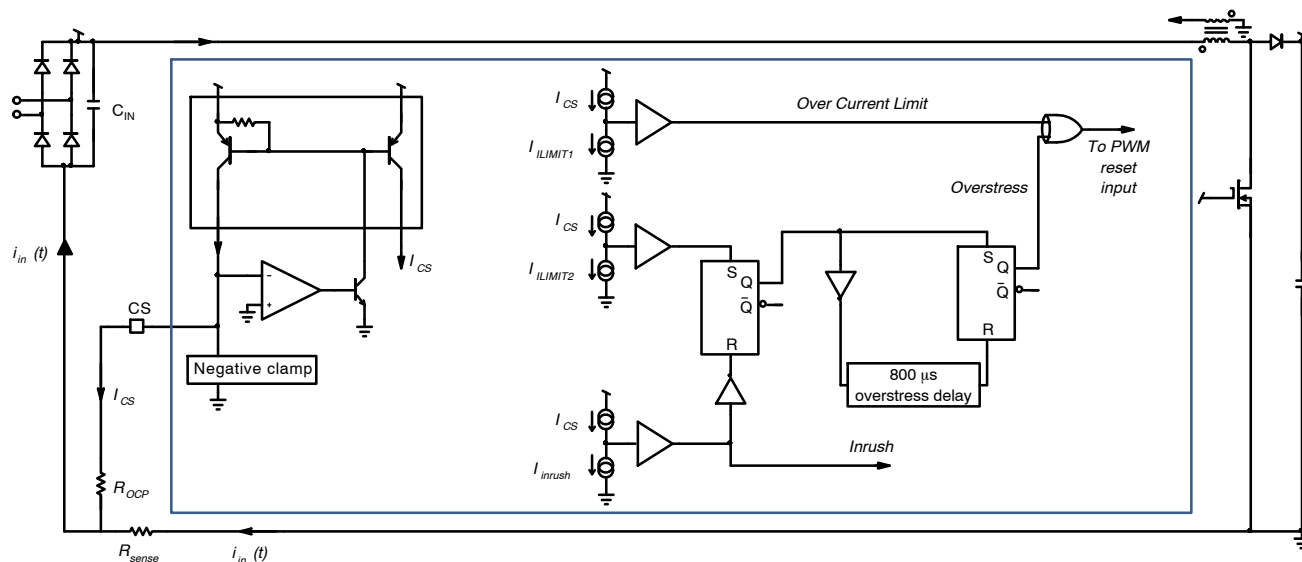 C_IN
i_in (t)
CS
I_CS
R_OCP
R_sense
i_in (t)
I_CS
-
+
Negative clamp
I_CS
I_ILIMIT1
Over Current Limit
To PWM
reset
input
Overstress
I_CS
I_ILIMIT2
S
Q
Q̄
R
S
Q
Q̄
R
800 µs
overstress delay
I_CS
I_inrush
Inrush